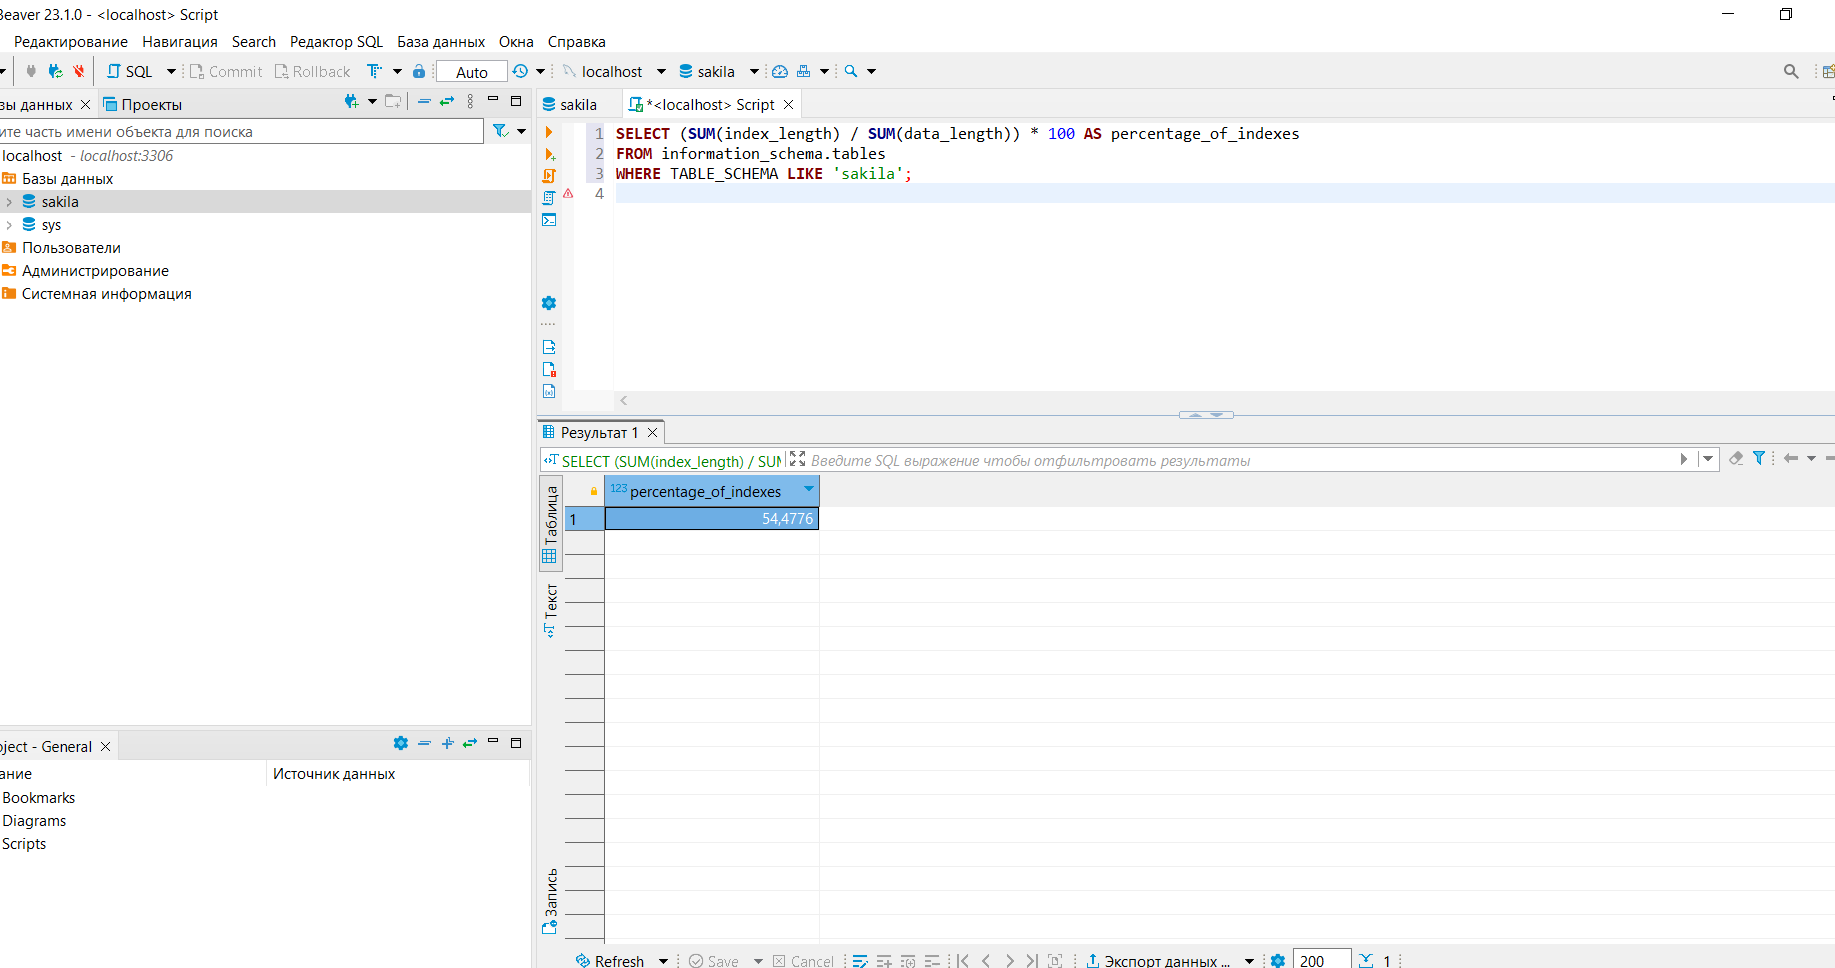 Beaver 23.1.0 - <localhost> Script
Редактирование Навигация Search Редактор SQL База данных Окна Справка
SQL Commit Rollback Auto localhost sakila
зы данных Проекты
ите часть имени объекта для поиска
localhost - localhost:3306
Базы данных
sakila
sys
Пользователи
Администрирование
Системная информация
sakila *<localhost> Script
1 SELECT (SUM(index_length) / SUM(data_length)) * 100 AS percentage_of_indexes
2 FROM information_schema.tables
3 WHERE TABLE_SCHEMA LIKE 'sakila';
4
Результат 1
SELECT (SUM(index_length) / SUM Введите SQL выражение чтобы отфильтровать результаты
123 percentage_of_indexes
1 54,4776
Таблица
Текст
Запись
ject - General
ание Источник данных
Bookmarks
Diagrams
Scripts
Refresh Save Cancel Экспорт данных ... 200 1